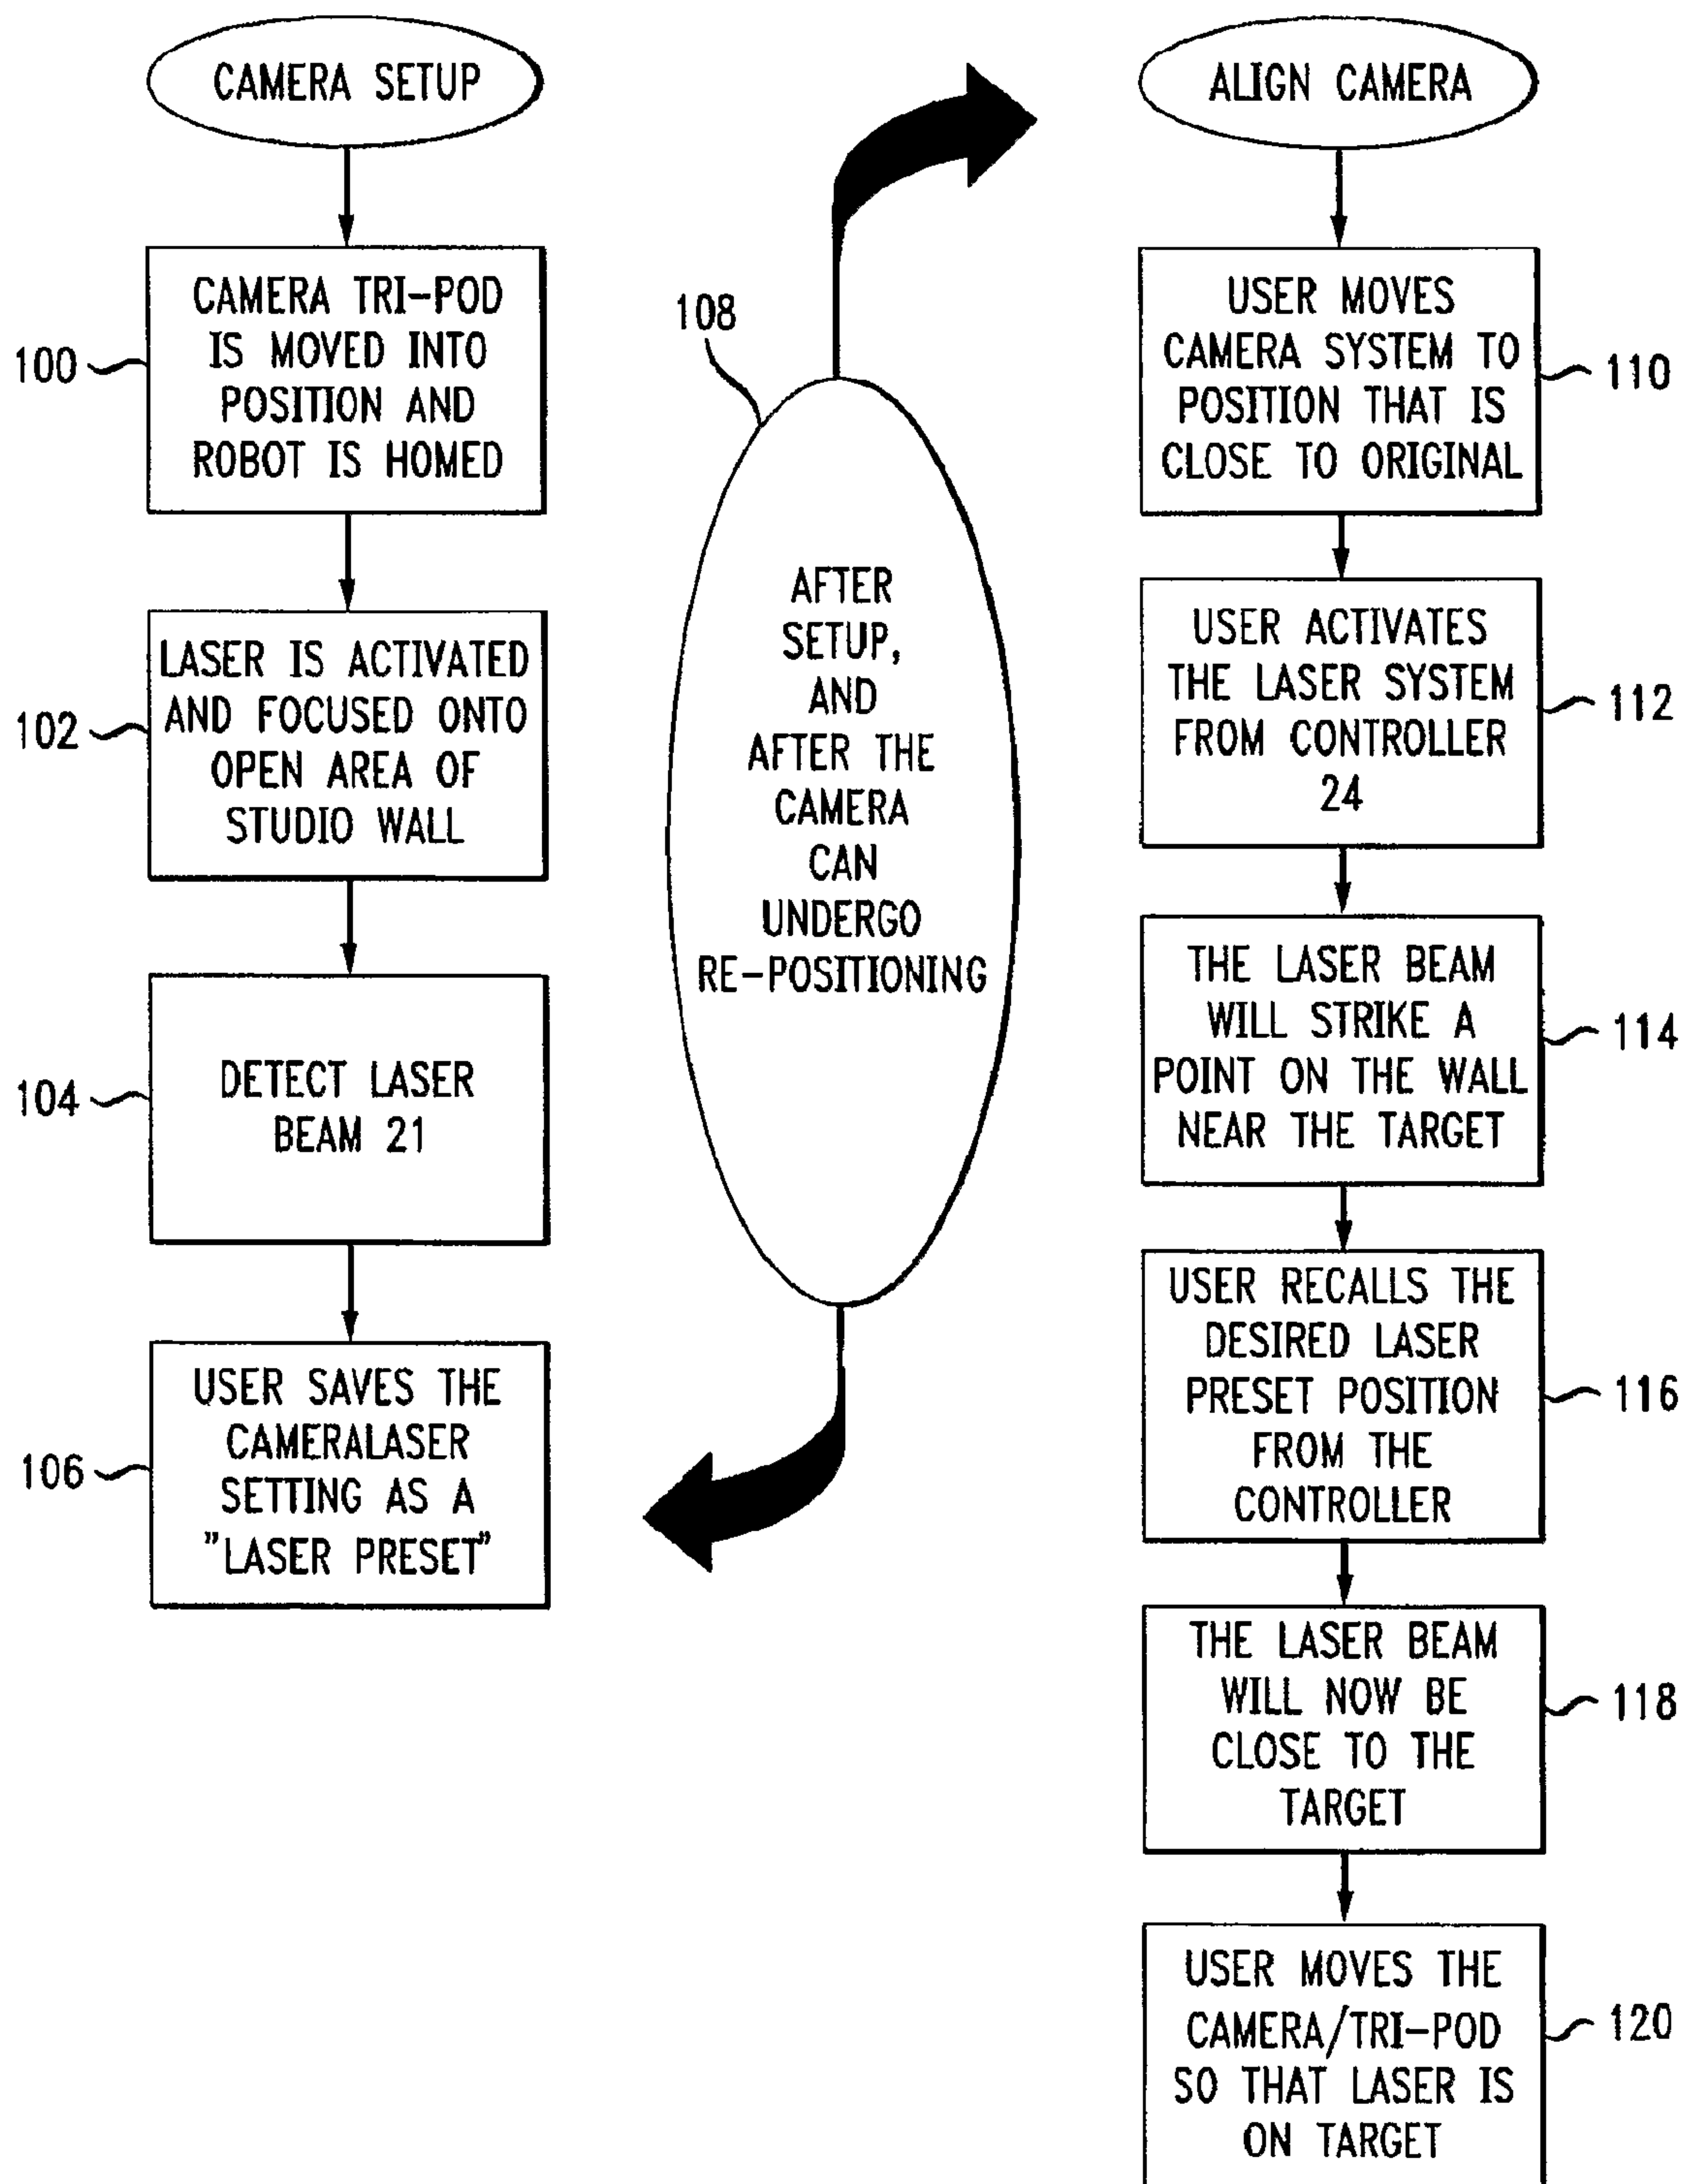 CAMERA SETUP
100
CAMERA TRI-POD
IS MOVED INTO
POSITION AND
ROBOT IS HOMED
102
LASER IS ACTIVATED
AND FOCUSED ONTO
OPEN AREA OF
STUDIO WALL
104
DETECT LASER
BEAM 21
106
USER SAVES THE
CAMERALASER
SETTING AS A
"LASER PRESET"
108
AFTER
SETUP,
AND
AFTER THE
CAMERA
CAN
UNDERGO
RE-POSITIONING
ALIGN CAMERA
USER MOVES
CAMERA SYSTEM TO
POSITION THAT IS
CLOSE TO ORIGINAL
110
USER ACTIVATES
THE LASER SYSTEM
FROM CONTROLLER
24
112
THE LASER BEAM
WILL STRIKE A
POINT ON THE WALL
NEAR THE TARGET
114
USER RECALLS THE
DESIRED LASER
PRESET POSITION
FROM THE
CONTROLLER
116
THE LASER BEAM
WILL NOW BE
CLOSE TO THE
TARGET
118
USER MOVES THE
CAMERA/TRI-POD
SO THAT LASER IS
ON TARGET
120